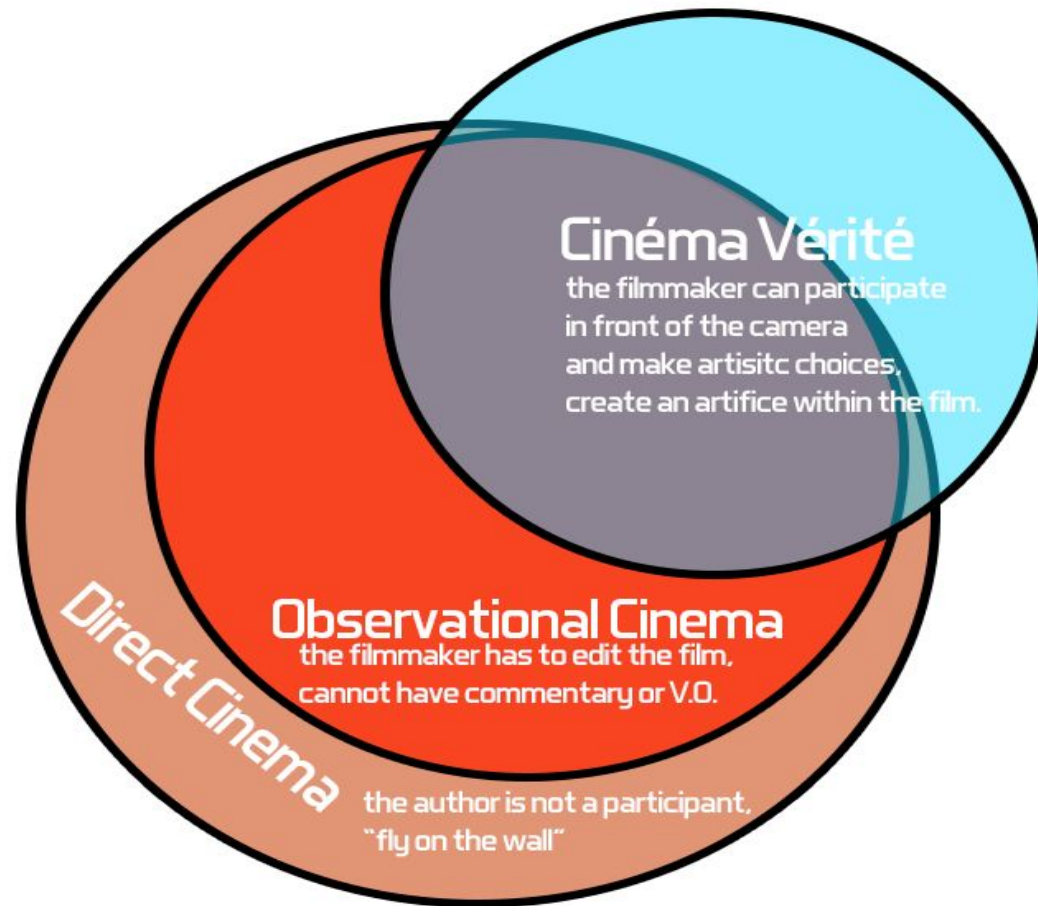 Cinéma Vérité
the filmmaker can participate
in front of the camera
and make artisitc choices,
create an artifice within the film.
Observational Cinema
the filmmaker has to edit the film,
cannot have commentary or V.O.
Direct Cinema
the author is not a participant,
"fly on the wall"